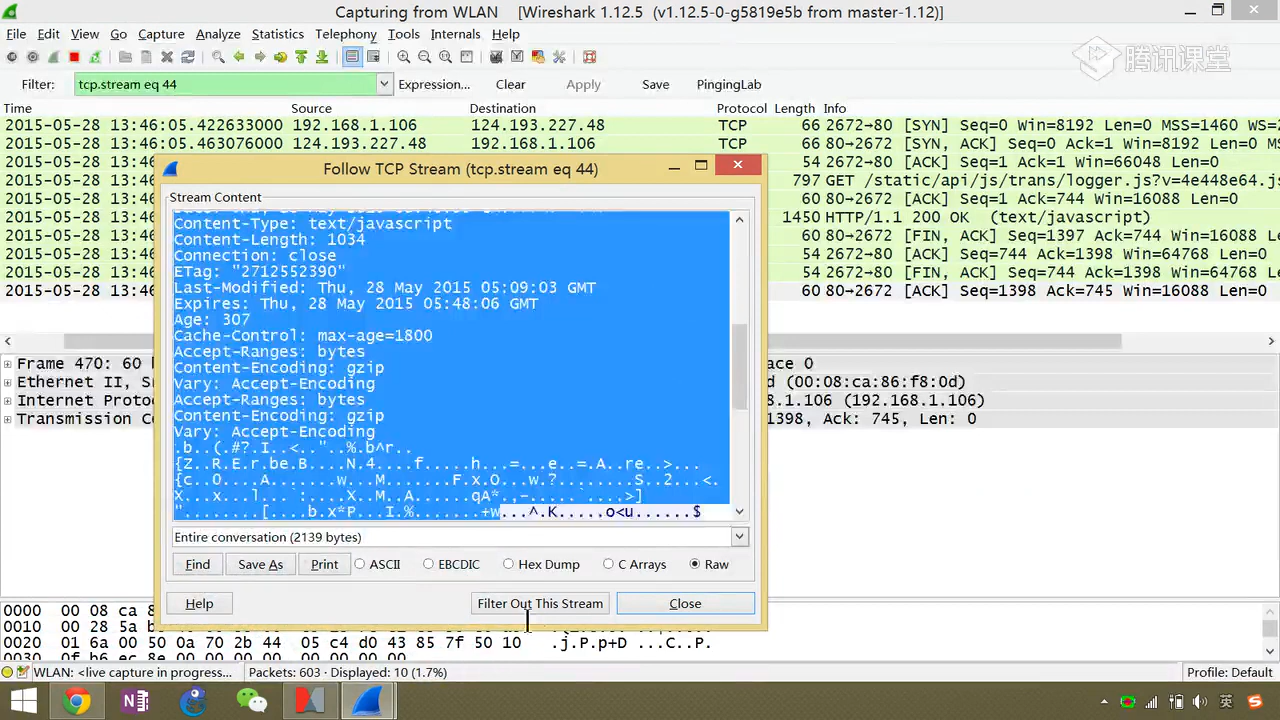 Capturing from WLAN [Wireshark 1.12.5 (v1.12.5-0-g5819e5b from master-1.12)]
File Edit View Go Capture Analyze Statistics Telephony Tools Internals Help
腾讯课堂
Filter: tcp.stream eq 44 Expression... Clear Apply Save PingingLab
Time Source Destination Protocol Length Info
2015-05-28 13:46:05.422633000 192.168.1.106 124.193.227.48 TCP 66 2672→80 [SYN] Seq=0 Win=8192 Len=0 MSS=1460 WS=2
2015-05-28 13:46:05.463076000 124.193.227.48 192.168.1.106 TCP 66 80→2672 [SYN, ACK] Seq=0 Ack=1 Win=8192 Len=0 M
2015-05-28 13:46 54 2672→80 [ACK] Seq=1 Ack=1 Win=66048 Len=0
2015-05-28 13:46 797 GET /static/api/js/trans/logger.js?v=4e448e64.js
2015-05-28 13:46 60 80→2672 [ACK] Seq=1 Ack=744 Win=16088 Len=0
2015-05-28 13:46 1450 HTTP/1.1 200 OK (text/javascript)
2015-05-28 13:46 60 80→2672 [FIN, ACK] Seq=1397 Ack=744 Win=16088
2015-05-28 13:46 54 2672→80 [ACK] Seq=744 Ack=1398 Win=64768 Len=0
2015-05-28 13:46 54 2672→80 [FIN, ACK] Seq=744 Ack=1398 Win=64768
2015-05-28 13:46 60 80→2672 [ACK] Seq=1398 Ack=745 Win=16088 Len=0
Follow TCP Stream (tcp.stream eq 44)
Stream Content
Content-Type: text/javascript
Content-Length: 1034
Connection: close
ETag: "2712552390"
Last-Modified: Thu, 28 May 2015 05:09:03 GMT
Expires: Thu, 28 May 2015 05:48:06 GMT
Age: 307
Cache-Control: max-age=1800
Accept-Ranges: bytes
Content-Encoding: gzip
Vary: Accept-Encoding
Accept-Ranges: bytes
Content-Encoding: gzip
Vary: Accept-Encoding
.b..(.#?.I..<.."..%.b^r..
{Z..R.E.r.be.B....N.4....f.....h...=...e..=.A..re..>...
{c..O....A......w...M.......F.x.O...w.?........S..2...<.
X...x...l...`:....X..M..A......qA*.,-.....`....>]
"........[....b.x*P...I.%.......+w...^.K.....o<u......$
Entire conversation (2139 bytes)
Find Save As Print ASCII EBCDIC Hex Dump C Arrays Raw
Help Filter Out This Stream Close
Frame 470: 60 b ace 0
Ethernet II, Sr d (00:08:ca:86:f8:0d)
Internet Protoc 8.1.106 (192.168.1.106)
Transmission Co 1398, Ack: 745, Len: 0
0000 00 08 ca 8
0010 00 28 5a b
0020 01 6a 00 50 0a 70 2b 44 c5 c4 d0 43 85 7f 50 10 .j.P.p+D ...C..P.
WLAN: <live capture in progress... Packets: 603 · Displayed: 10 (1.7%) Profile: Default
英